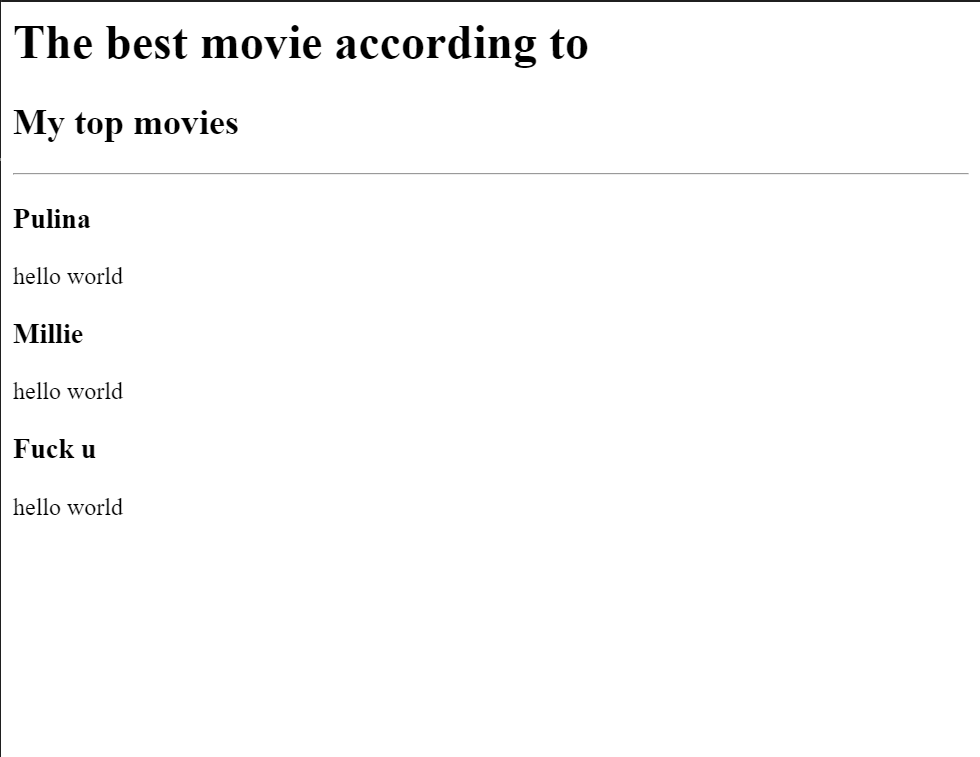 The best movie according to
My top movies
Pulina
hello world
Millie
hello world
Fuck u
hello world